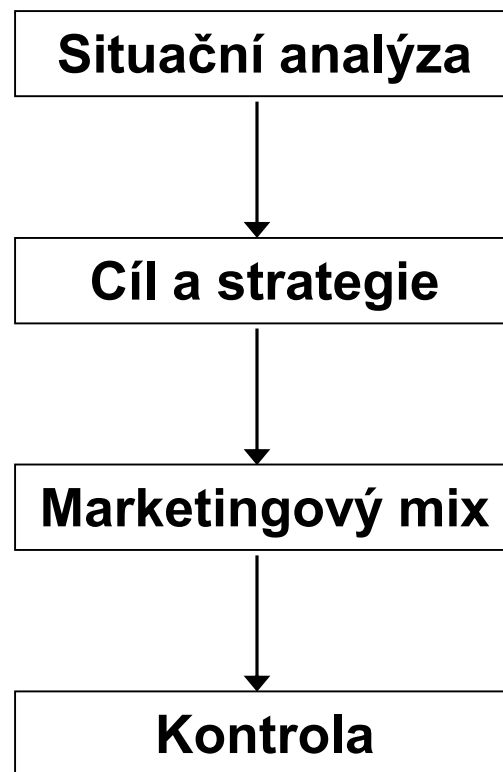 Situační analýza
Cíl a strategie
Marketingový mix
Kontrola